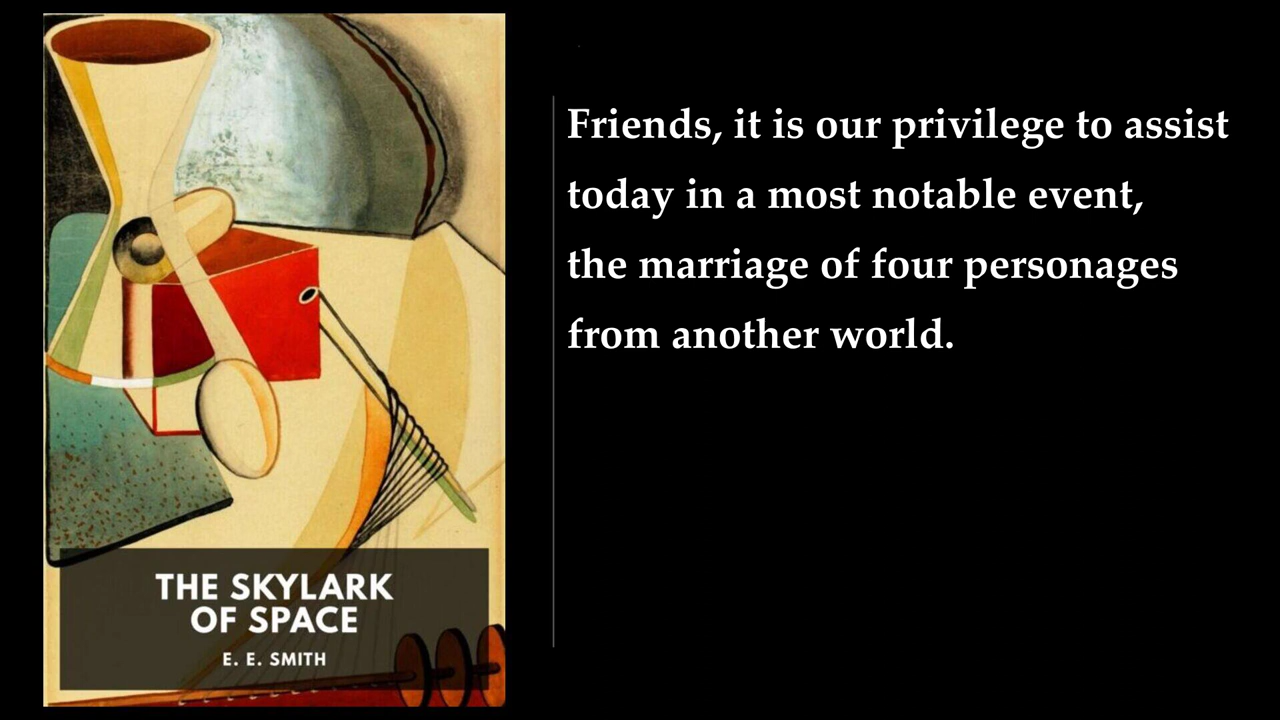 THE SKYLARK
OF SPACE
E. E. SMITH
Friends, it is our privilege to assist
today in a most notable event,
the marriage of four personages
from another world.